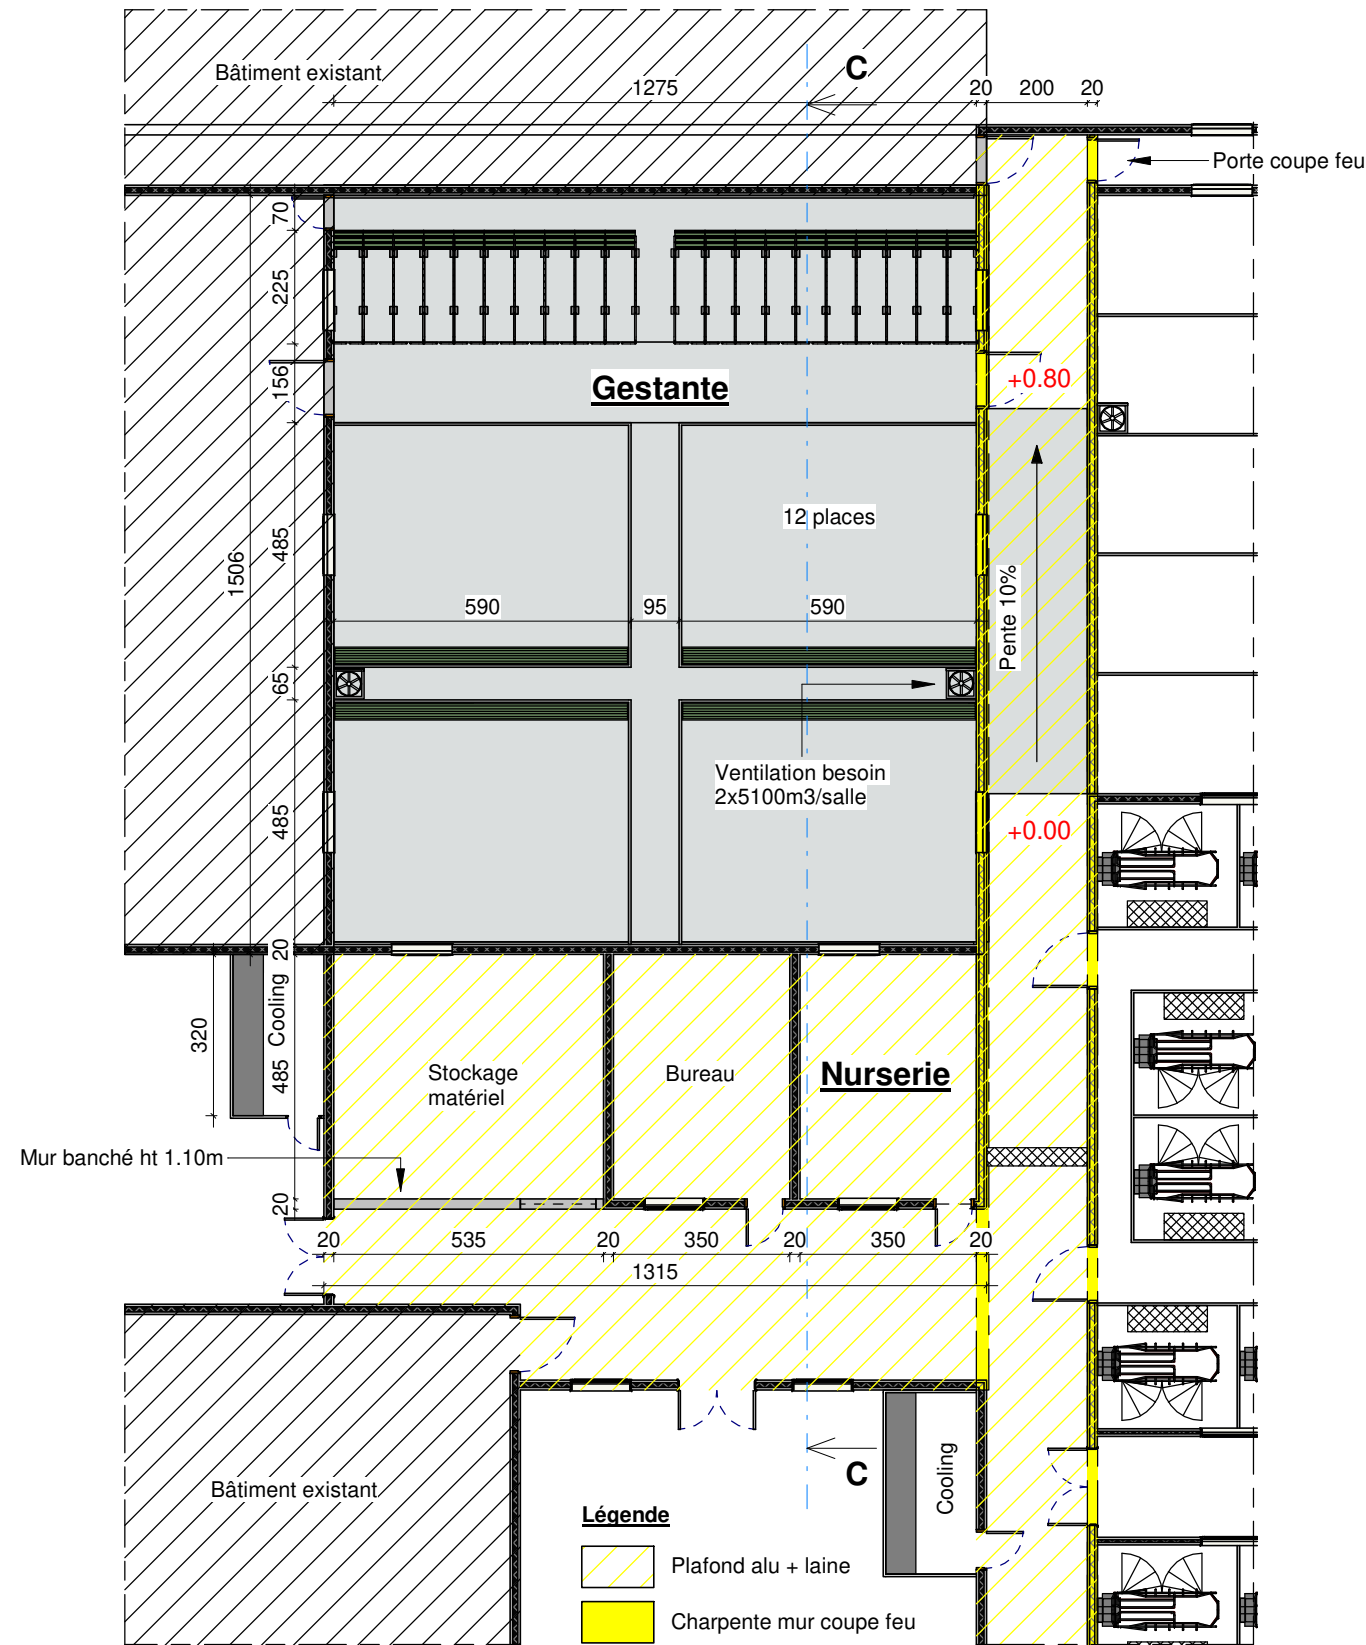 Bâtiment existant
C
1275
20
200
20
Porte coupe feu
70
225
156
485
65
485
20
485
20
1506
Gestante
+0.80
12 places
590
95
590
Pente 10%
Ventilation besoin
2x5100m3/salle
+0.00
Cooling
320
Stockage
matériel
Bureau
Nurserie
Mur banché ht 1.10m
20
535
20
350
20
350
20
1315
C
Bâtiment existant
Cooling
Légende
Plafond alu + laine
Charpente mur coupe feu